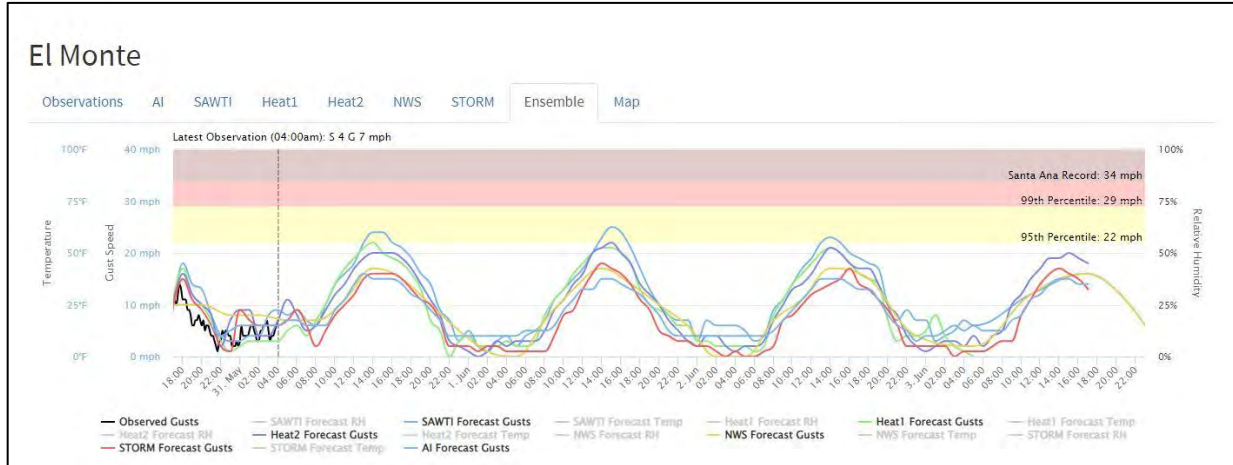 El Monte
Observations AI SAWTI Heat1 Heat2 NWS STORM Ensemble Map
Latest Observation (04:00am): S 4 G 7 mph
100°F 40 mph 100%
Santa Ana Record: 34 mph
75°F 30 mph 99th Percentile: 29 mph 75%
95th Percentile: 22 mph
50°F 20 mph 50%
25°F 10 mph 25%
0°F 0 mph 0%
Temperature
Gust Speed
Relative Humidity
18:00 20:00 22:00 31. May 02:00 04:00 06:00 08:00 10:00 12:00 14:00 16:00 18:00 20:00 22:00 1. Jun 02:00 04:00 06:00 08:00 10:00 12:00 14:00 16:00 18:00 20:00 22:00 2. Jun 02:00 04:00 06:00 08:00 10:00 12:00 14:00 16:00 18:00 20:00 22:00 3. Jun 02:00 04:00 06:00 08:00 10:00 12:00 14:00 16:00 18:00 20:00 22:00
Observed Gusts SAWTI Forecast RH SAWTI Forecast Gusts SAWTI Forecast Temp Heat1 Forecast RH Heat1 Forecast Gusts Heat1 Forecast Temp
Heat2 Forecast RH Heat2 Forecast Gusts Heat2 Forecast Temp NWS Forecast RH NWS Forecast Gusts NWS Forecast Temp STORM Forecast RH
STORM Forecast Gusts STORM Forecast Temp AI Forecast Gusts